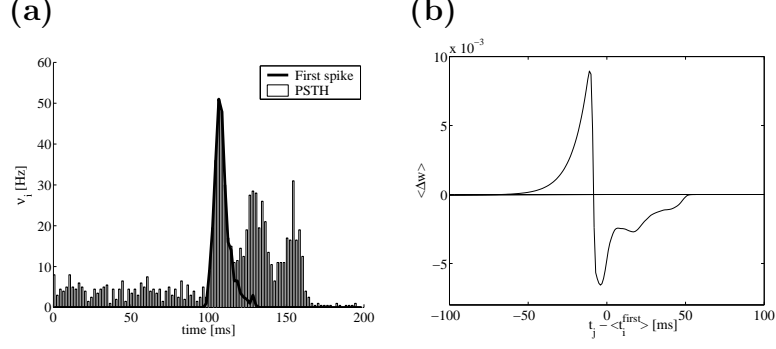 (a)
(b)
60
50
40
30
20
10
0
ν_i [Hz]
First spike
PSTH
0 50 100 150 200
time [ms]
x 10^-3
10
5
0
−5
−10
<Δw>
−100 −50 0 50 100
t_j − <t_i^first> [ms]